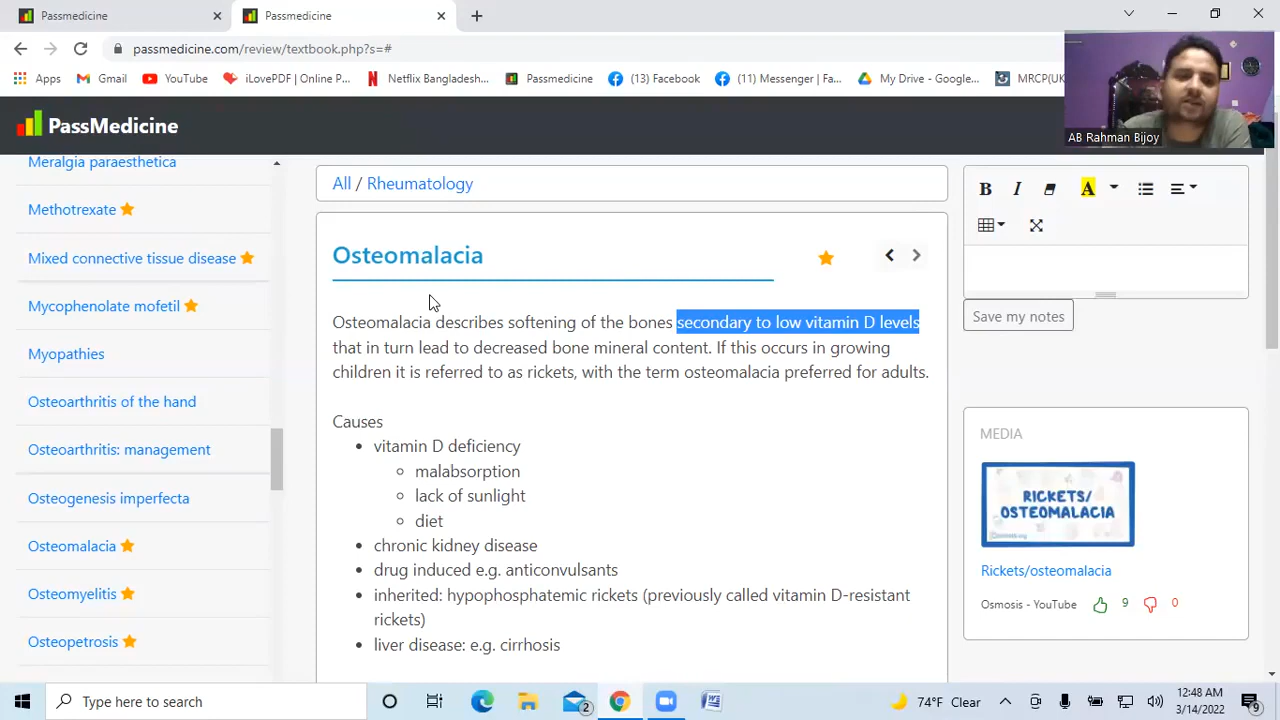 Passmedicine
Passmedicine
passmedicine.com/review/textbook.php?s=#
Apps
Gmail
YouTube
iLovePDF | Online P...
Netflix Bangladesh...
Passmedicine
(13) Facebook
(11) Messenger | Fa...
My Drive - Google...
MRCP(UK
AB Rahman Bijoy
PassMedicine
Meralgia paraesthetica
Methotrexate
Mixed connective tissue disease
Mycophenolate mofetil
Myopathies
Osteoarthritis of the hand
Osteoarthritis: management
Osteogenesis imperfecta
Osteomalacia
Osteomyelitis
Osteopetrosis
All / Rheumatology
Osteomalacia
Osteomalacia describes softening of the bones secondary to low vitamin D levels
that in turn lead to decreased bone mineral content. If this occurs in growing
children it is referred to as rickets, with the term osteomalacia preferred for adults.
Causes
vitamin D deficiency
malabsorption
lack of sunlight
diet
chronic kidney disease
drug induced e.g. anticonvulsants
inherited: hypophosphatemic rickets (previously called vitamin D-resistant
rickets)
liver disease: e.g. cirrhosis
B I A
Save my notes
MEDIA
RICKETS/
OSTEOMALACIA
Rickets/osteomalacia
Osmosis - YouTube 9 0
Type here to search
2
74°F Clear
12:48 AM
3/14/2022
9